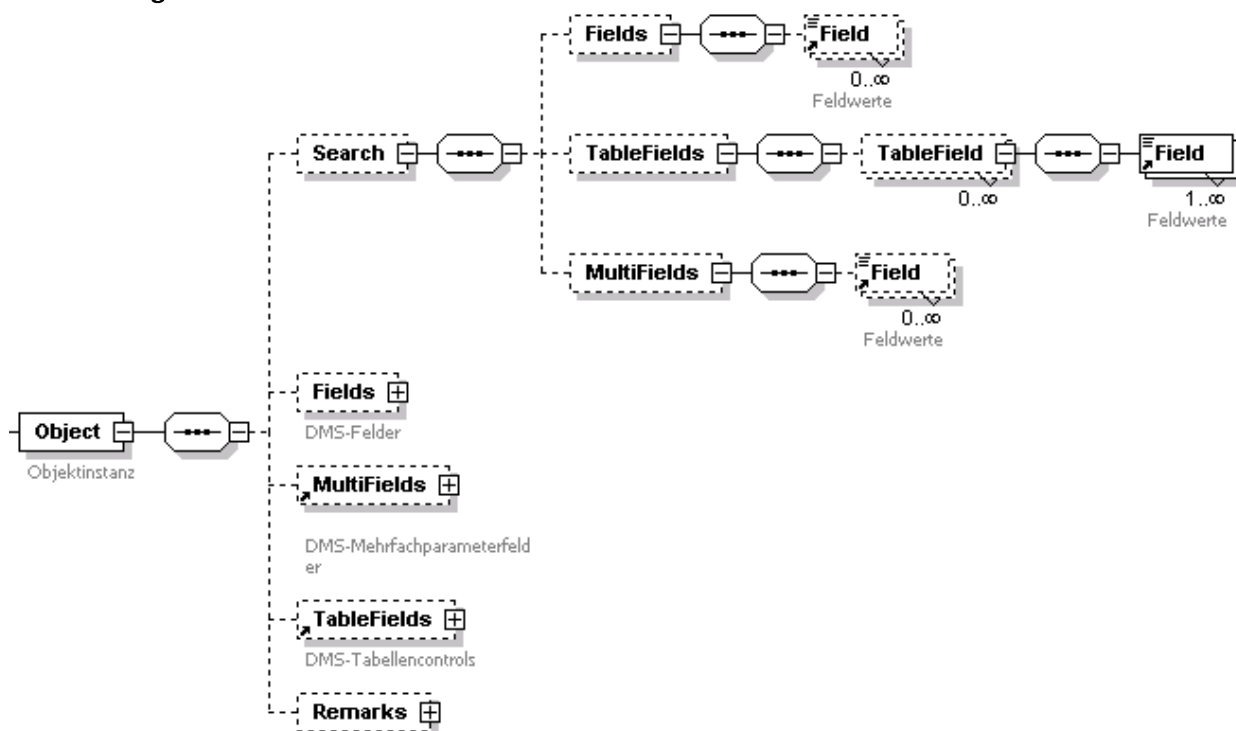 Fields
Field
0..∞
Feldwerte
Search
TableFields
TableField
Field
0..∞
1..∞
Feldwerte
MultiFields
Field
0..∞
Feldwerte
Fields
DMS-Felder
Object
Objektinstanz
MultiFields
DMS-Mehrfachparameterfeld
er
TableFields
DMS-Tabellencontrols
Remarks